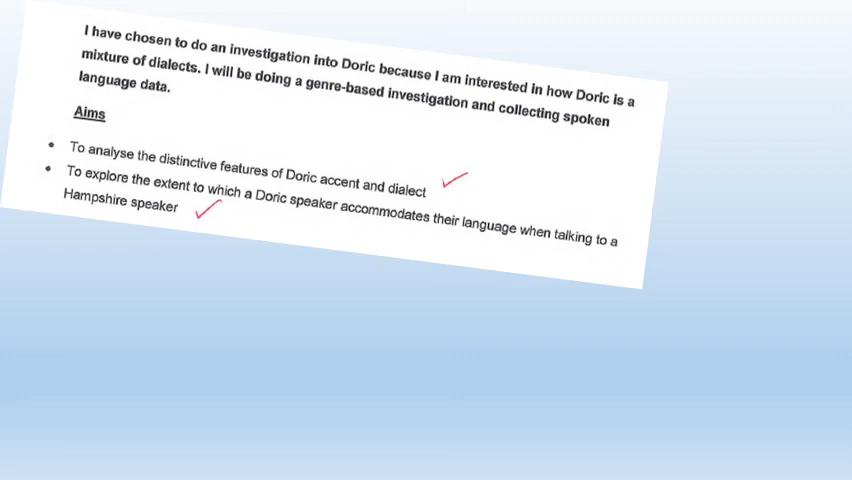 I have chosen to do an investigation into Doric because I am interested in how Doric is a
mixture of dialects. I will be doing a genre-based investigation and collecting spoken
language data.
Aims
• To analyse the distinctive features of Doric accent and dialect
• To explore the extent to which a Doric speaker accommodates their language when talking to a
Hampshire speaker